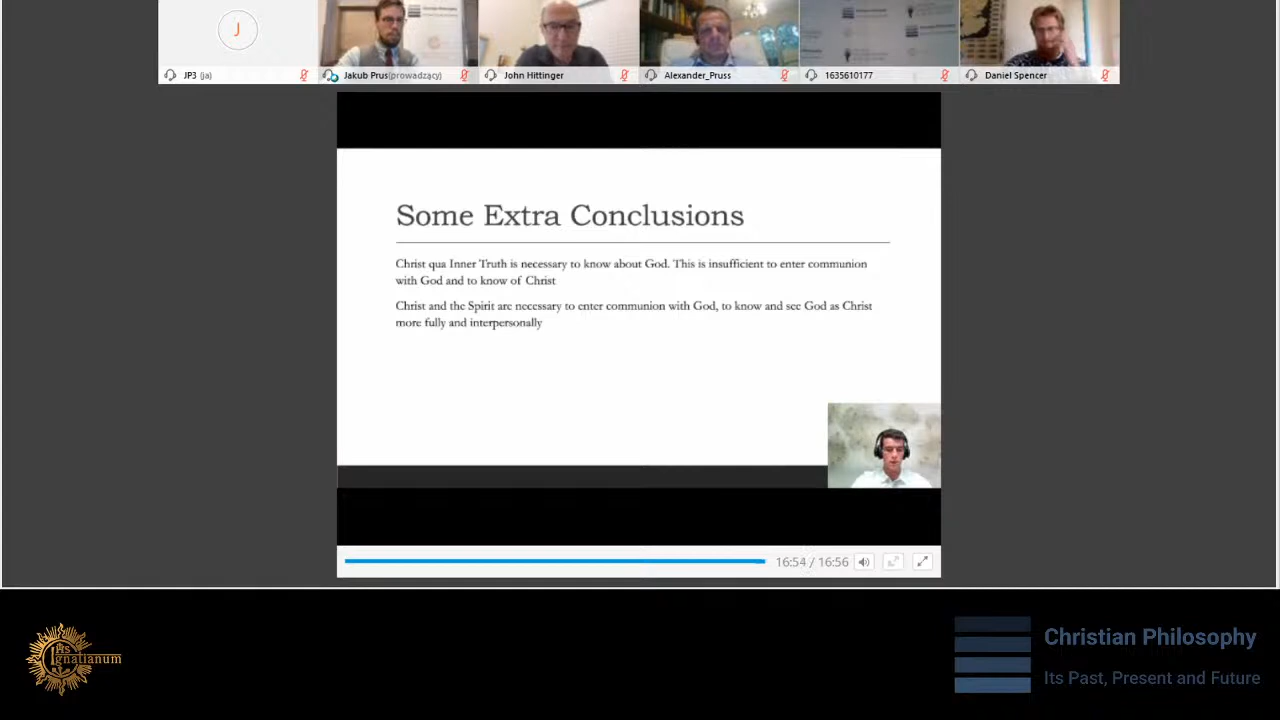 J
JP3 (ja)
Jakub Prus(prowadzący)
John Hittinger
Alexander_Pruss
1635610177
Daniel Spencer
Some Extra Conclusions
Christ qua Inner Truth is necessary to know about God. This is insufficient to enter communion
with God and to know of Christ
Christ and the Spirit are necessary to enter communion with God, to know and see God as Christ
more fully and interpersonally
16:54 / 16:56
Ignatianum
Christian Philosophy
Its Past, Present and Future